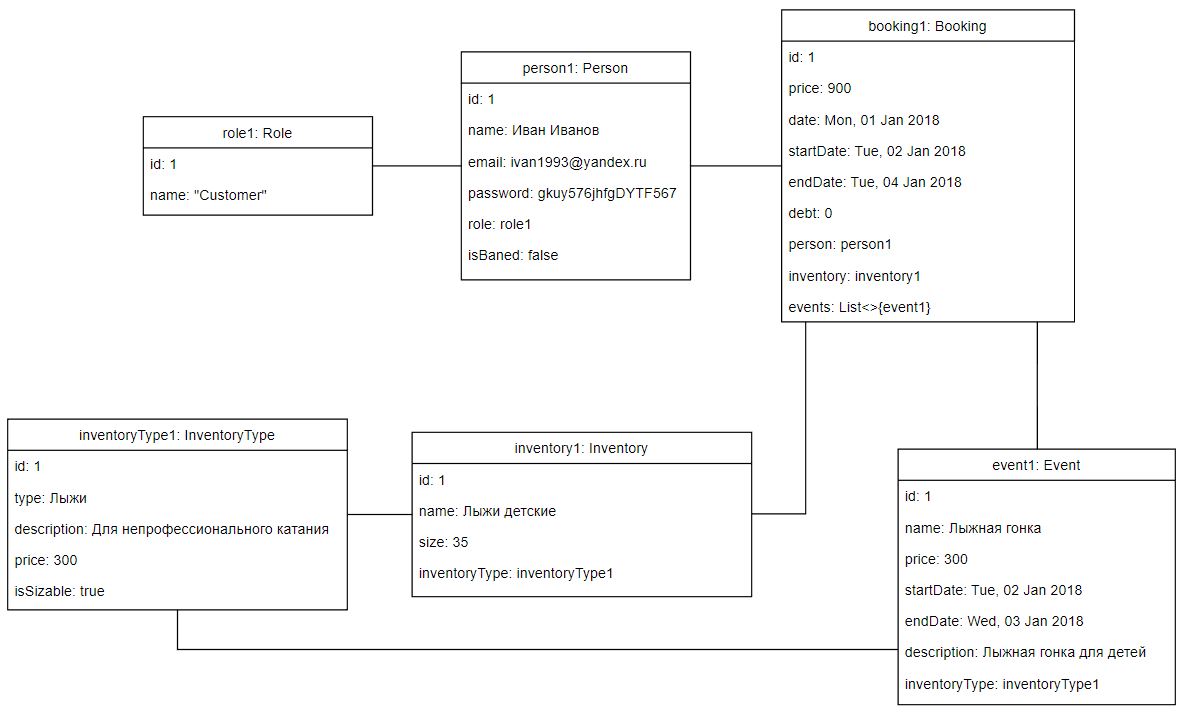 role1: Role
id: 1
name: "Customer"
person1: Person
id: 1
name: Иван Иванов
email: ivan1993@yandex.ru
password: gkuy576jhfgDYTF567
role: role1
isBaned: false
booking1: Booking
id: 1
price: 900
date: Mon, 01 Jan 2018
startDate: Tue, 02 Jan 2018
endDate: Tue, 04 Jan 2018
debt: 0
person: person1
inventory: inventory1
events: List<>{event1}
inventoryType1: InventoryType
id: 1
type: Лыжи
description: Для непрофессионального катания
price: 300
isSizable: true
inventory1: Inventory
id: 1
name: Лыжи детские
size: 35
inventoryType: inventoryType1
event1: Event
id: 1
name: Лыжная гонка
price: 300
startDate: Tue, 02 Jan 2018
endDate: Wed, 03 Jan 2018
description: Лыжная гонка для детей
inventoryType: inventoryType1